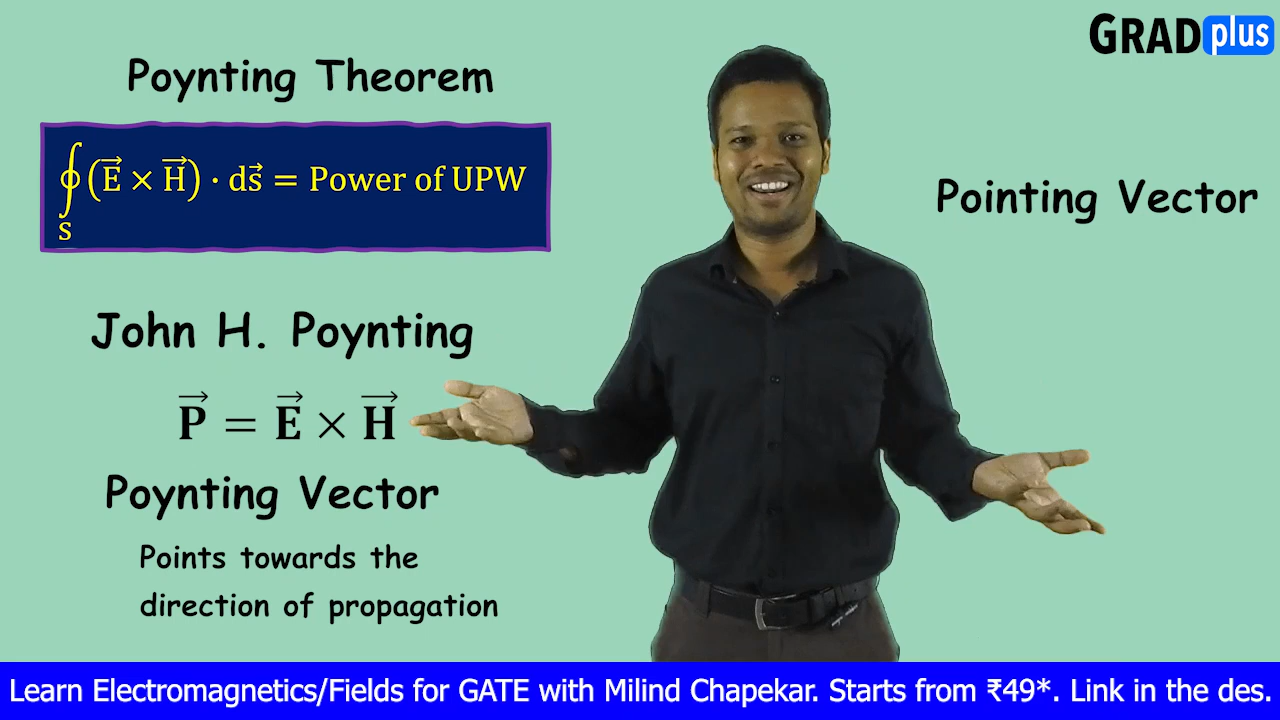 GRADplus
Poynting Theorem
∮ₛ(E⃗ × H⃗) · ds⃗ = Power of UPW
Pointing Vector
John H. Poynting
P⃗ = E⃗ × H⃗
Poynting Vector
Points towards the
direction of propagation
Learn Electromagnetics/Fields for GATE with Milind Chapekar. Starts from ₹49*. Link in the des.